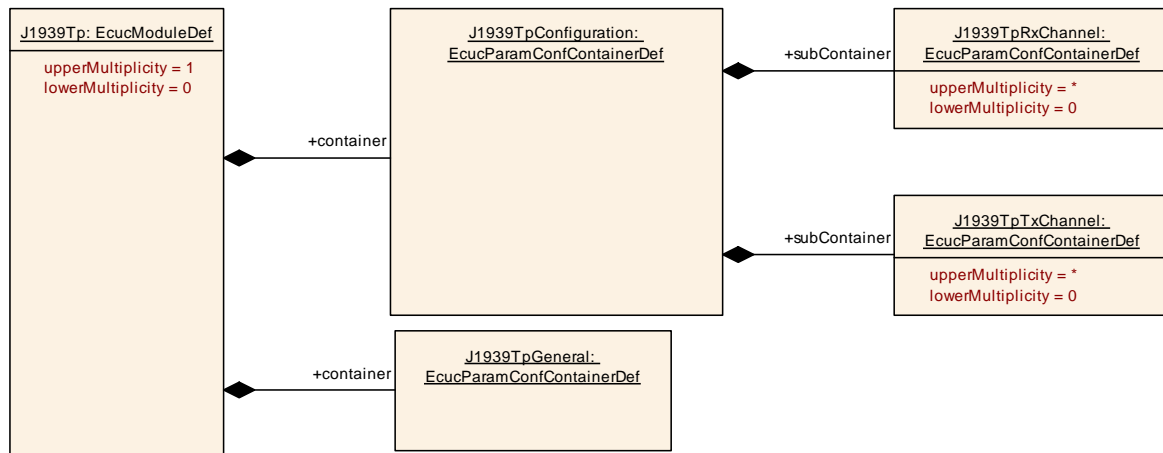 J1939Tp: EcucModuleDef
upperMultiplicity = 1
lowerMultiplicity = 0
+container
J1939TpConfiguration:
EcucParamConfContainerDef
+subContainer
J1939TpRxChannel:
EcucParamConfContainerDef
upperMultiplicity = *
lowerMultiplicity = 0
+subContainer
J1939TpTxChannel:
EcucParamConfContainerDef
upperMultiplicity = *
lowerMultiplicity = 0
+container
J1939TpGeneral:
EcucParamConfContainerDef